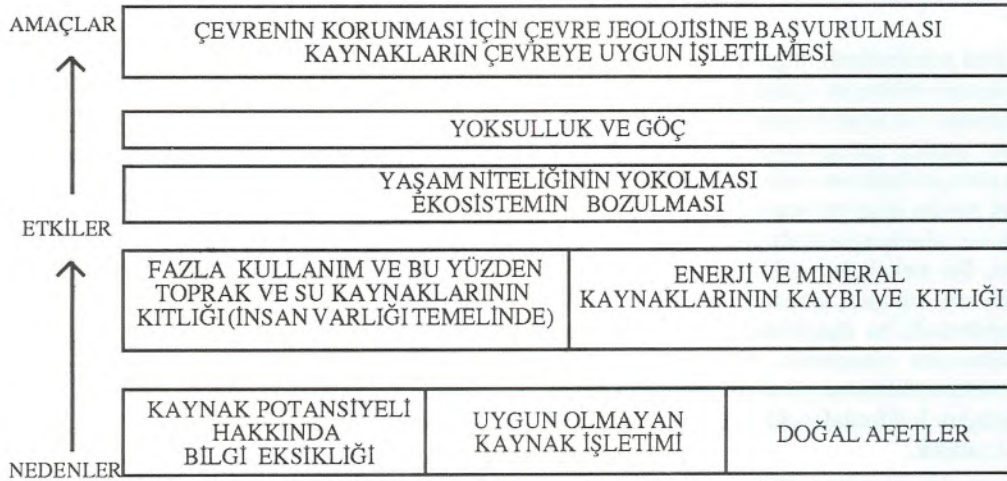 AMAÇLAR
ÇEVRENİN KORUNMASI İÇİN ÇEVRE JEOLOJİSİNE BAŞVURULMASI
KAYNAKLARIN ÇEVREYE UYGUN İŞLETİLMESİ
YOKSULLUK VE GÖÇ
YAŞAM NİTELİĞİNİN YOKOLMASI
EKOSİSTEMİN BOZULMASI
ETKİLER
FAZLA KULLANIM VE BU YÜZDEN
TOPRAK VE SU KAYNAKLARININ
KITLIĞI (İNSAN VARLIĞI TEMELİNDE)
ENERJİ VE MİNERAL
KAYNAKLARININ KAYBI VE KITLIĞI
KAYNAK POTANSİYELİ
HAKKINDA
BİLGİ EKSİKLİĞİ
UYGUN OLMAYAN
KAYNAK İŞLETİMİ
DOĞAL AFETLER
NEDENLER